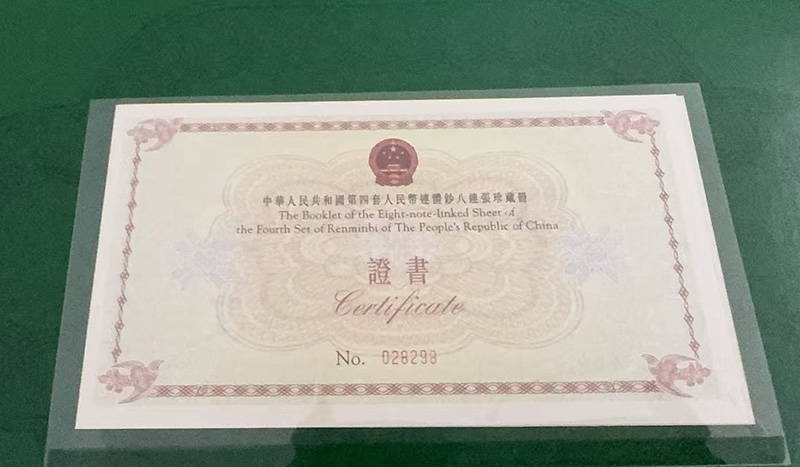 中華人民共和國第四套人民幣連體鈔八連張珍藏冊
The Booklet of the Eight-note-linked Sheet of
the Fourth Set of Renminbi of The People's Republic of China
證書
Certificate
No. 028298